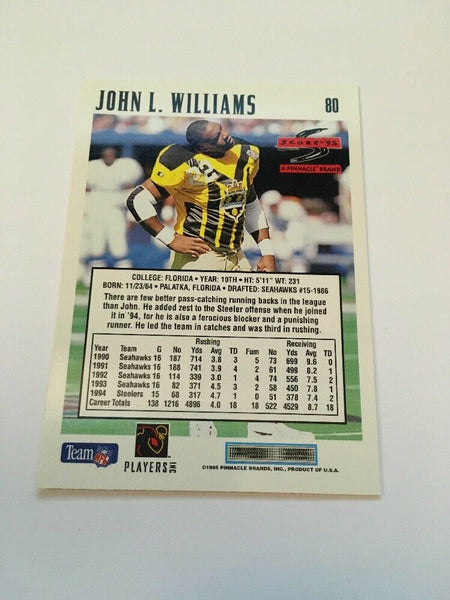 JOHN L. WILLIAMS 80
SCORE '95
A PINNACLE BRAND
COLLEGE: FLORIDA • YEAR: 10TH • HT: 5'11" WT: 231
BORN: 11/23/64 • PALATKA, FLORIDA • DRAFTED: SEAHAWKS #15-1986
There are few better pass-catching running backs in the league
than John. He added zest to the Steeler offense when he joined
it in '94, for he is also a ferocious blocker and a punishing
runner. He led the team in catches and was third in rushing.
Rushing Receiving
Year Team G No Yds Avg TD Fum No Yds Avg TD
1990 Seahawks 16 187 714 3.8 3 5 73 699 9.6 0
1991 Seahawks 16 188 741 3.9 4 2 61 499 8.2 1
1992 Seahawks 16 114 339 3.0 1 4 74 556 7.5 2
1993 Seahawks 16 82 371 4.5 3 2 58 450 7.8 1
1994 Steelers 15 68 317 4.7 1 0 51 378 7.4 2
Career Totals 138 1216 4896 4.0 18 18 522 4529 8.7 18
Team NFL
PLAYERS INC
©1995 PINNACLE BRANDS, INC., PRODUCT OF U.S.A.